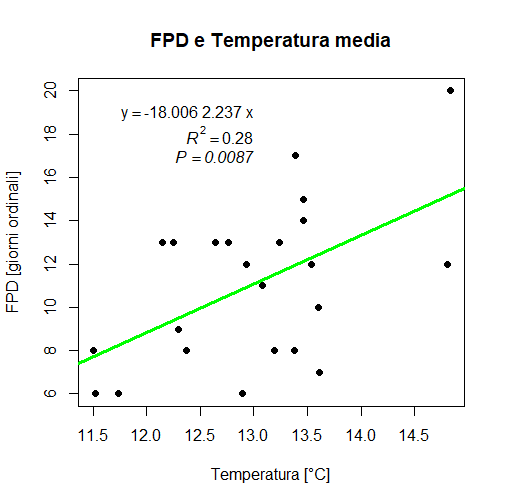 FPD e Temperatura media
y = -18.006 2.237 x
R2 = 0.28
P = 0.0087
FPD [giorni ordinali]
20
18
16
14
12
10
8
6
11.5 12.0 12.5 13.0 13.5 14.0 14.5
Temperatura [°C]